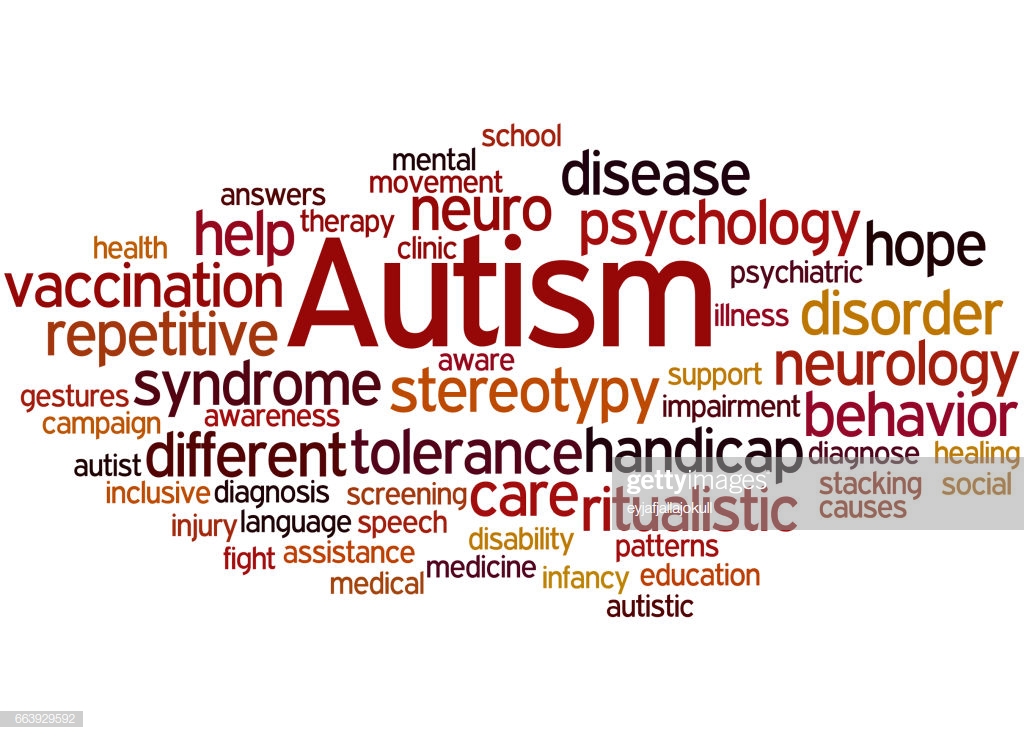 school
mental
disease
movement
answers
neuro
psychology
help
therapy
hope
health
clinic
vaccination
Autism
psychiatric
repetitive
illness
disorder
aware
neurology
syndrome
stereotypy
support
gestures
impairment
behavior
campaign
awareness
different
tolerance
handicap
diagnose
healing
autist
inclusive
diagnosis
screening
care
ritualistic
gettyimages
eyjafjallajokull
stacking
social
causes
injury
language
speech
disability
patterns
fight
assistance
medical
medicine
infancy
education
autistic
663929592